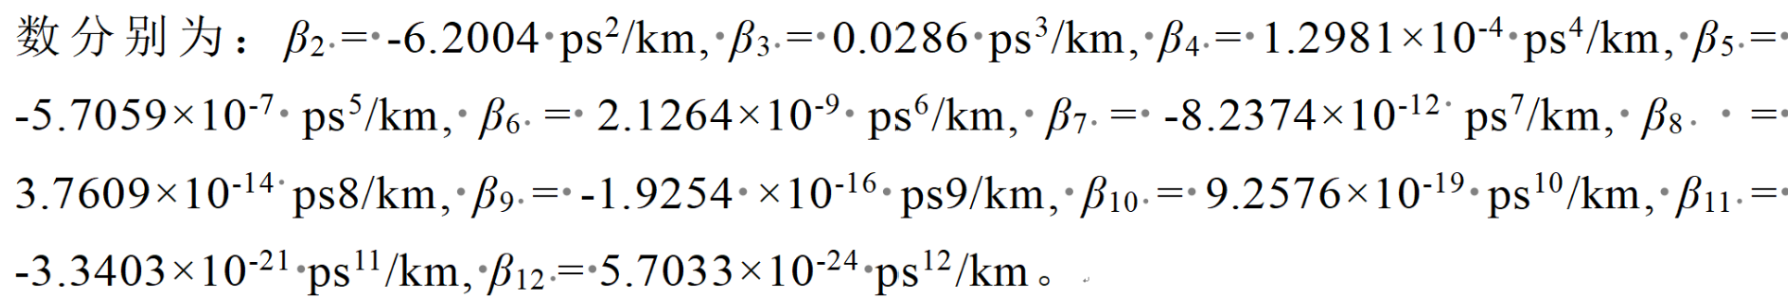 数分别为：β₂ = -6.2004 ps²/km, β₃ = 0.0286 ps³/km, β₄ = 1.2981×10⁻⁴ ps⁴/km, β₅ =
-5.7059×10⁻⁷ ps⁵/km, β₆ = 2.1264×10⁻⁹ ps⁶/km, β₇ = -8.2374×10⁻¹² ps⁷/km, β₈ =
3.7609×10⁻¹⁴ ps8/km, β₉ = -1.9254 ×10⁻¹⁶ ps9/km, β₁₀ = 9.2576×10⁻¹⁹ ps¹⁰/km, β₁₁ =
-3.3403×10⁻²¹ ps¹¹/km, β₁₂ = 5.7033×10⁻²⁴ ps¹²/km。